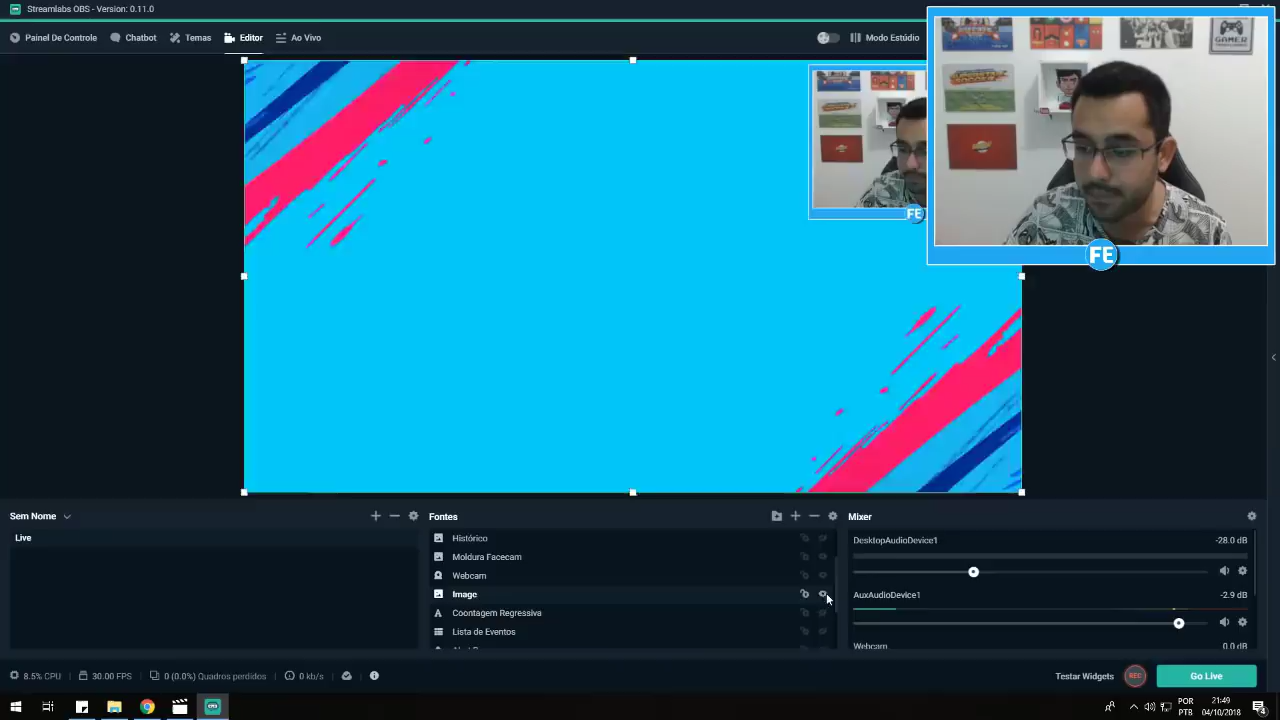 Streamlabs OBS - Version: 0.11.0
Painel De Controle
Chatbot
Temas
Editor
Ao Vivo
Modo Estúdio
GAMER
FE
FE
Sem Nome
Fontes
Mixer
Live
Histórico
Moldura Facecam
Webcam
Image
Coontagem Regressiva
Lista de Eventos
DesktopAudioDevice1
-28.0 dB
AuxAudioDevice1
-2.9 dB
Webcam
0.0 dB
8.5% CPU
30.00 FPS
0 (0.0%) Quadros perdidos
0 kb/s
Testar Widgets
REC
Go Live
POR
PTB
21:49
04/10/2018
4